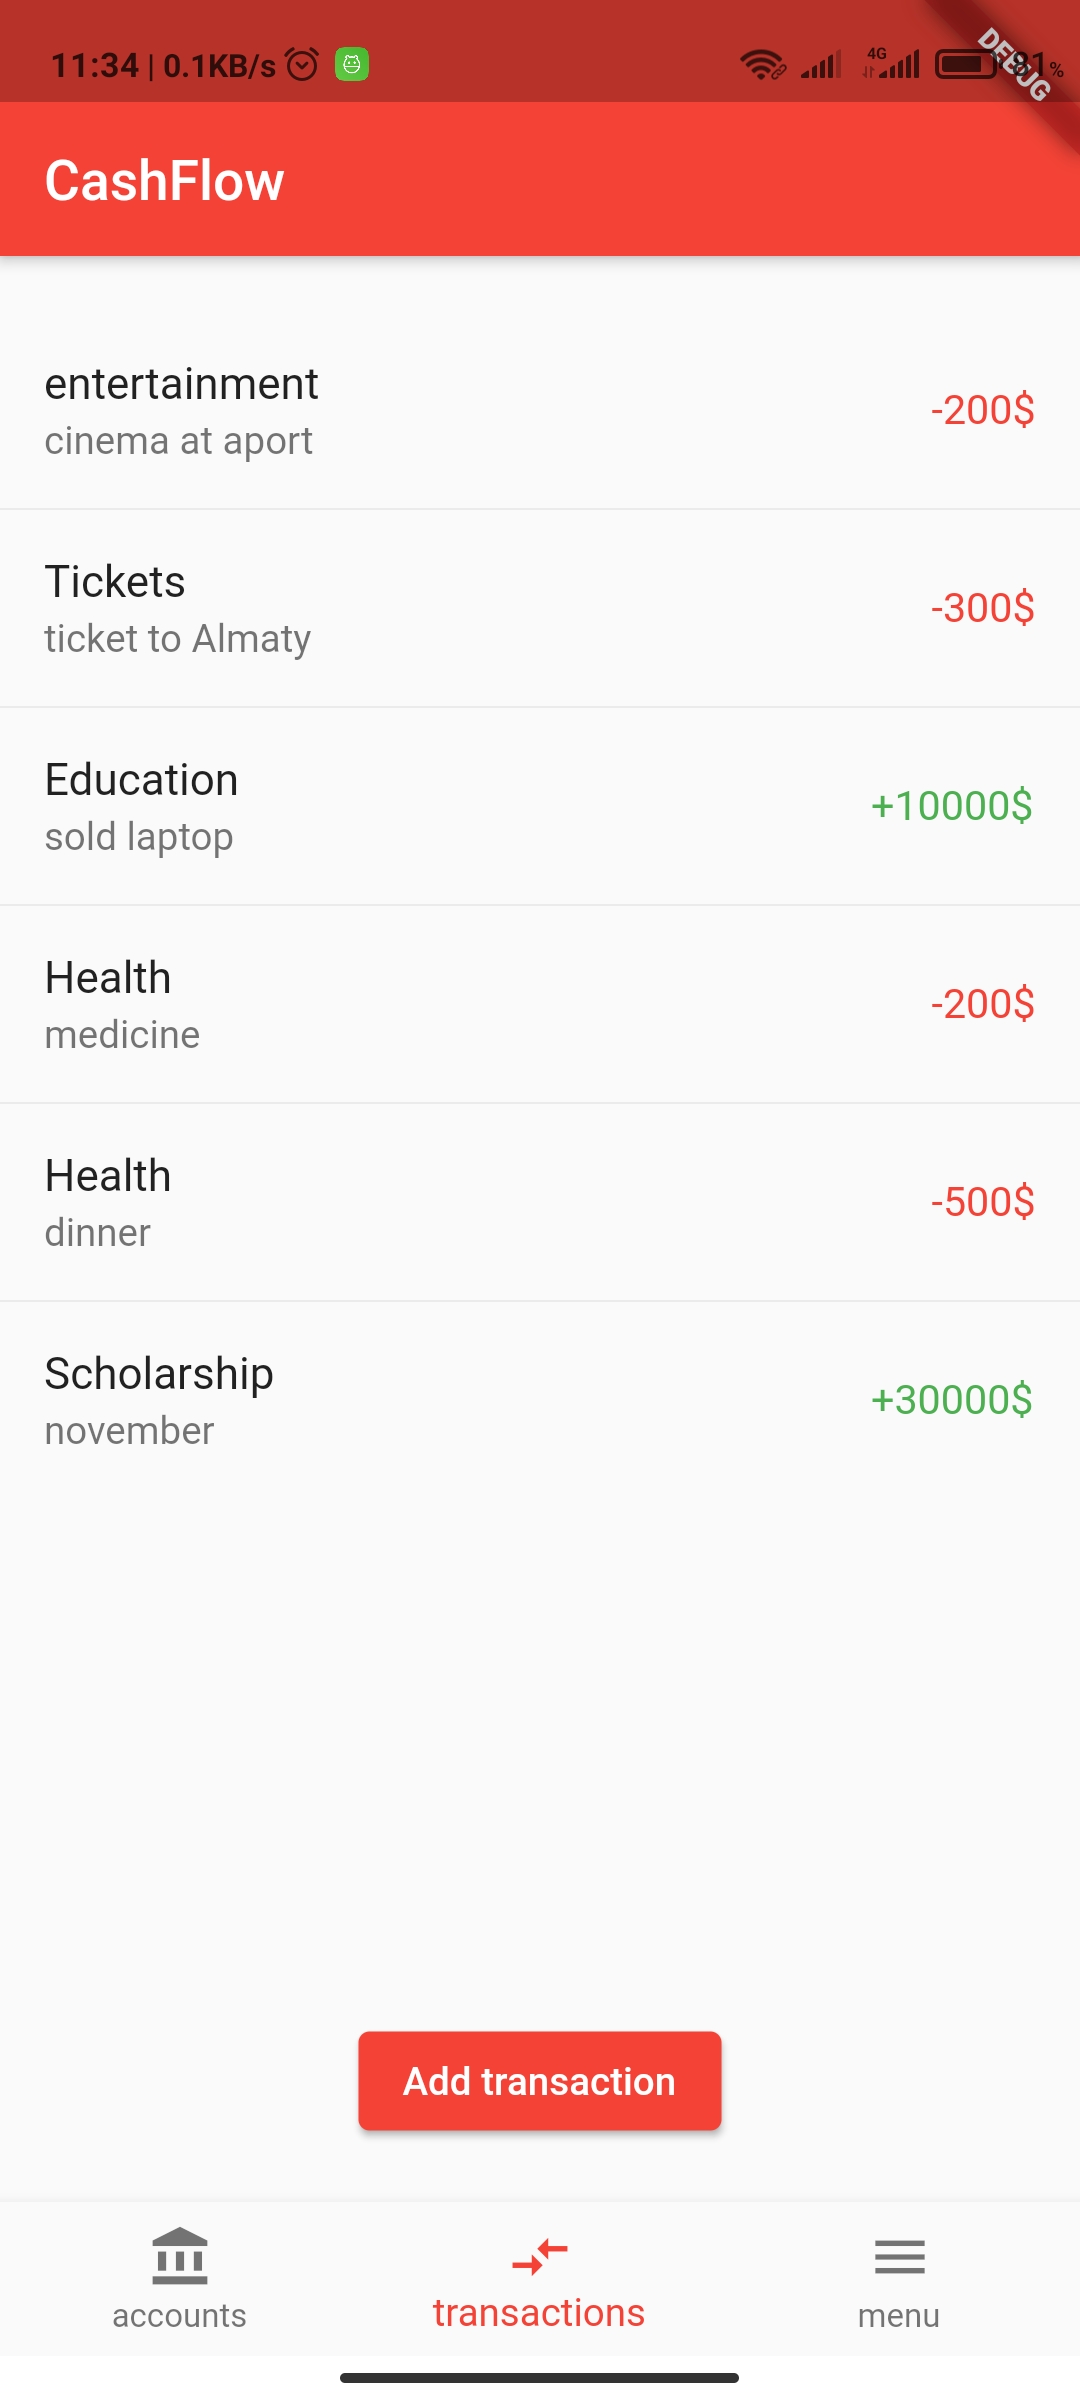 11:34 | 0.1KB/s
4G
81%
DEBUG
CashFlow
entertainment
cinema at aport
-200$
Tickets
ticket to Almaty
-300$
Education
sold laptop
+10000$
Health
medicine
-200$
Health
dinner
-500$
Scholarship
november
+30000$
Add transaction
accounts
transactions
menu